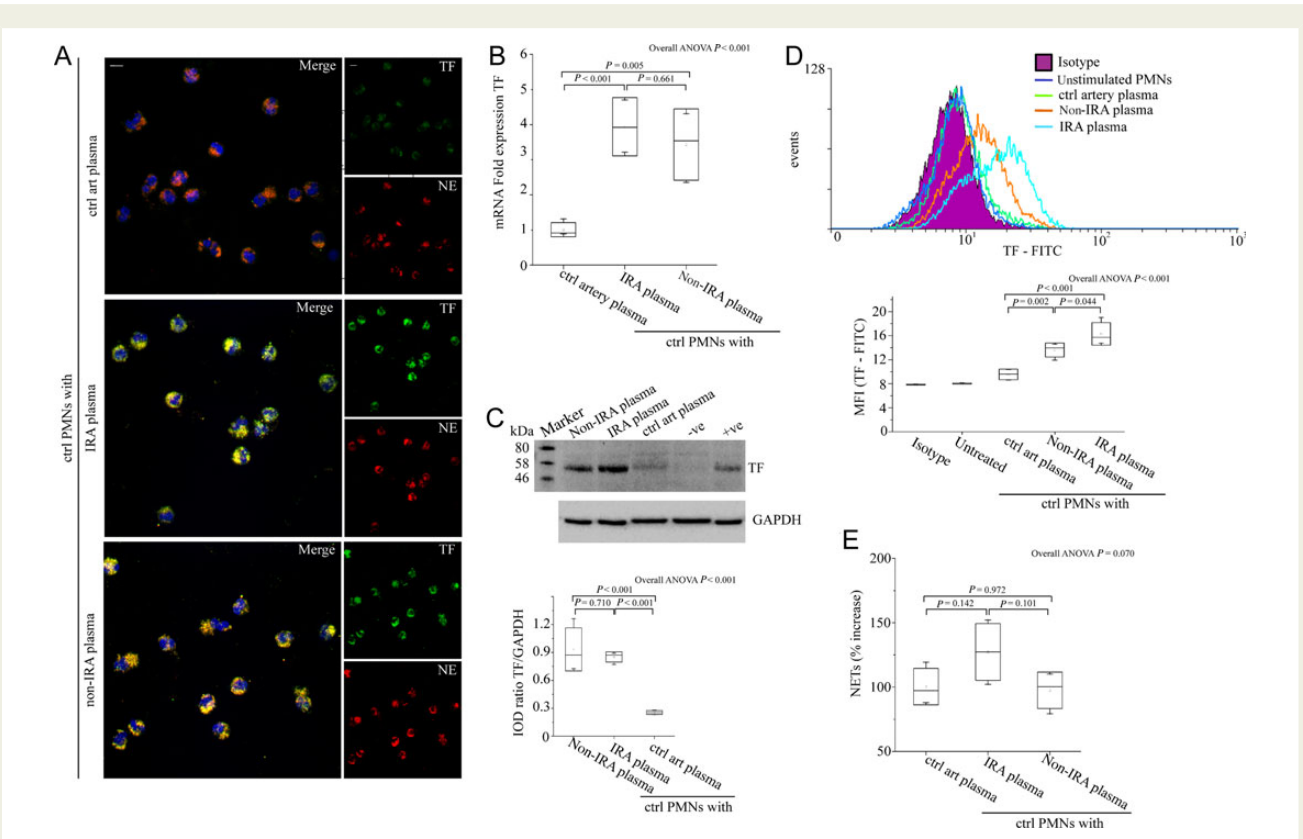 A
ctrl PMNs with
ctrl art plasma
Merge
TF
NE
IRA plasma
Merge
TF
NE
non-IRA plasma
Merge
TF
NE
B
Overall ANOVA P < 0.001
P = 0.005
P < 0.001
P = 0.661
mRNA Fold expression TF
6
5
4
3
2
1
0
ctrl artery plasma
IRA plasma
Non-IRA plasma
ctrl PMNs with
C
kDa
Marker
Non-IRA plasma
IRA plasma
ctrl art plasma
-ve
+ve
80
58
46
TF
GAPDH
Overall ANOVA P < 0.001
P < 0.001
P = 0.710
P < 0.001
IOD ratio TF/GAPDH
1.2
0.9
0.6
0.3
0
Non-IRA plasma
IRA plasma
ctrl art plasma
ctrl PMNs with
D
128
events
Isotype
Unstimulated PMNs
ctrl artery plasma
Non-IRA plasma
IRA plasma
0
10¹
10²
10³
TF - FITC
Overall ANOVA P < 0.001
P < 0.001
P = 0.002
P = 0.044
MFI (TF - FITC)
20
16
12
8
4
0
Isotype
Untreated
ctrl art plasma
Non-IRA plasma
IRA plasma
ctrl PMNs with
E
Overall ANOVA P = 0.070
P = 0.972
P = 0.142
P = 0.101
NETs (% increase)
200
150
100
50
ctrl art plasma
IRA plasma
Non-IRA plasma
ctrl PMNs with